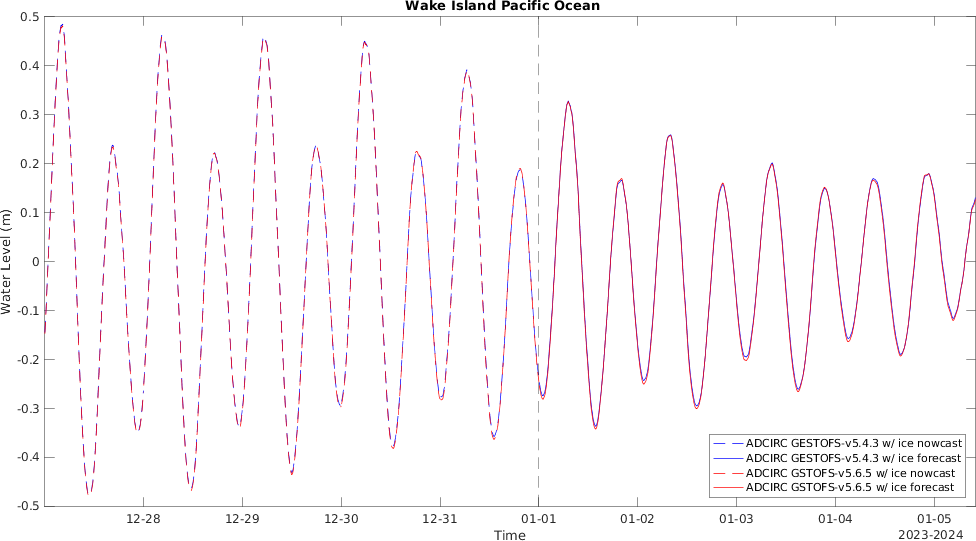 Wake Island Pacific Ocean
0.5
0.4
0.3
0.2
0.1
0
-0.1
-0.2
-0.3
-0.4
-0.5
Water Level (m)
ADCIRC GESTOFS-v5.4.3 w/ ice nowcast
ADCIRC GESTOFS-v5.4.3 w/ ice forecast
ADCIRC GSTOFS-v5.6.5 w/ ice nowcast
ADCIRC GSTOFS-v5.6.5 w/ ice forecast
12-28 12-29 12-30 12-31 01-01 01-02 01-03 01-04 01-05
Time
2023-2024